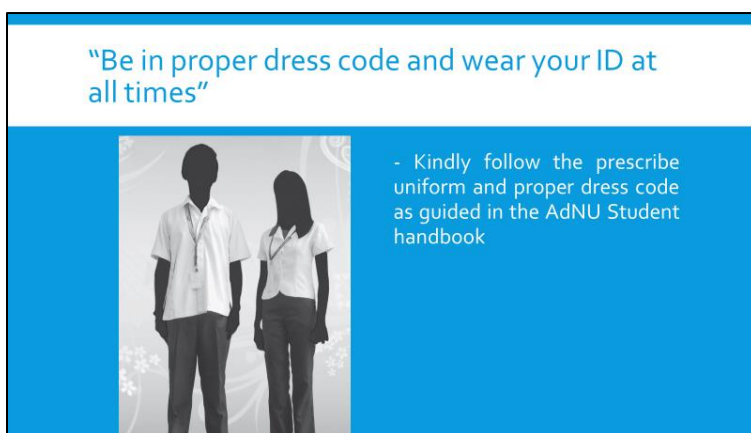 “Be in proper dress code and wear your ID at
all times”
- Kindly follow the prescribe
uniform and proper dress code
as guided in the AdNU Student
handbook